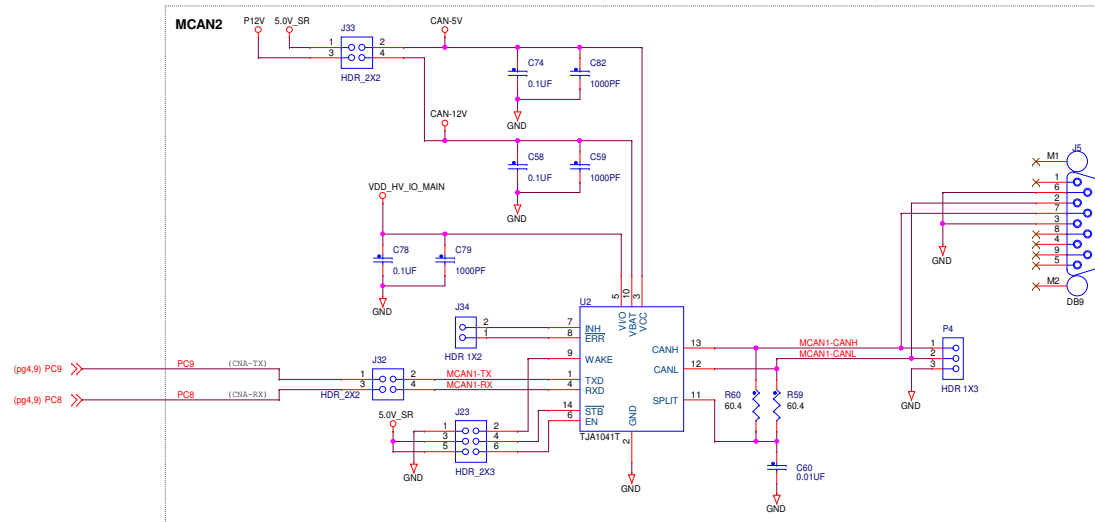 MCAN2
P12V
5.0V_SR
CAN-5V
J33
1
2
3
4
HDR_2X2
C74
0.1UF
C82
1000PF
GND
CAN-12V
C58
0.1UF
C59
1000PF
GND
VDD_HV_IO_MAIN
C78
0.1UF
C79
1000PF
GND
J5
M1
1
6
2
7
3
8
4
9
5
M2
DB9
GND
U2
5
10
3
VI/O
VBAT
VCC
J34
2
1
HDR 1X2
7
8
INH
ERR
9
WAKE
1
4
TXD
RXD
14
6
STB
EN
TJA1041T
GND
2
GND
CANH
13
CANL
12
SPLIT
11
MCAN1-CANH
MCAN1-CANL
P4
1
2
3
HDR 1X3
GND
R60
60.4
R59
60.4
C60
0.01UF
GND
(pg4,9) PC9
PC9
(CNA-TX)
(pg4,9) PC8
PC8
(CNA-RX)
J32
1
2
3
4
HDR_2X2
MCAN1-TX
MCAN1-RX
5.0V_SR
J23
1
2
3
4
5
6
HDR_2X3
GND